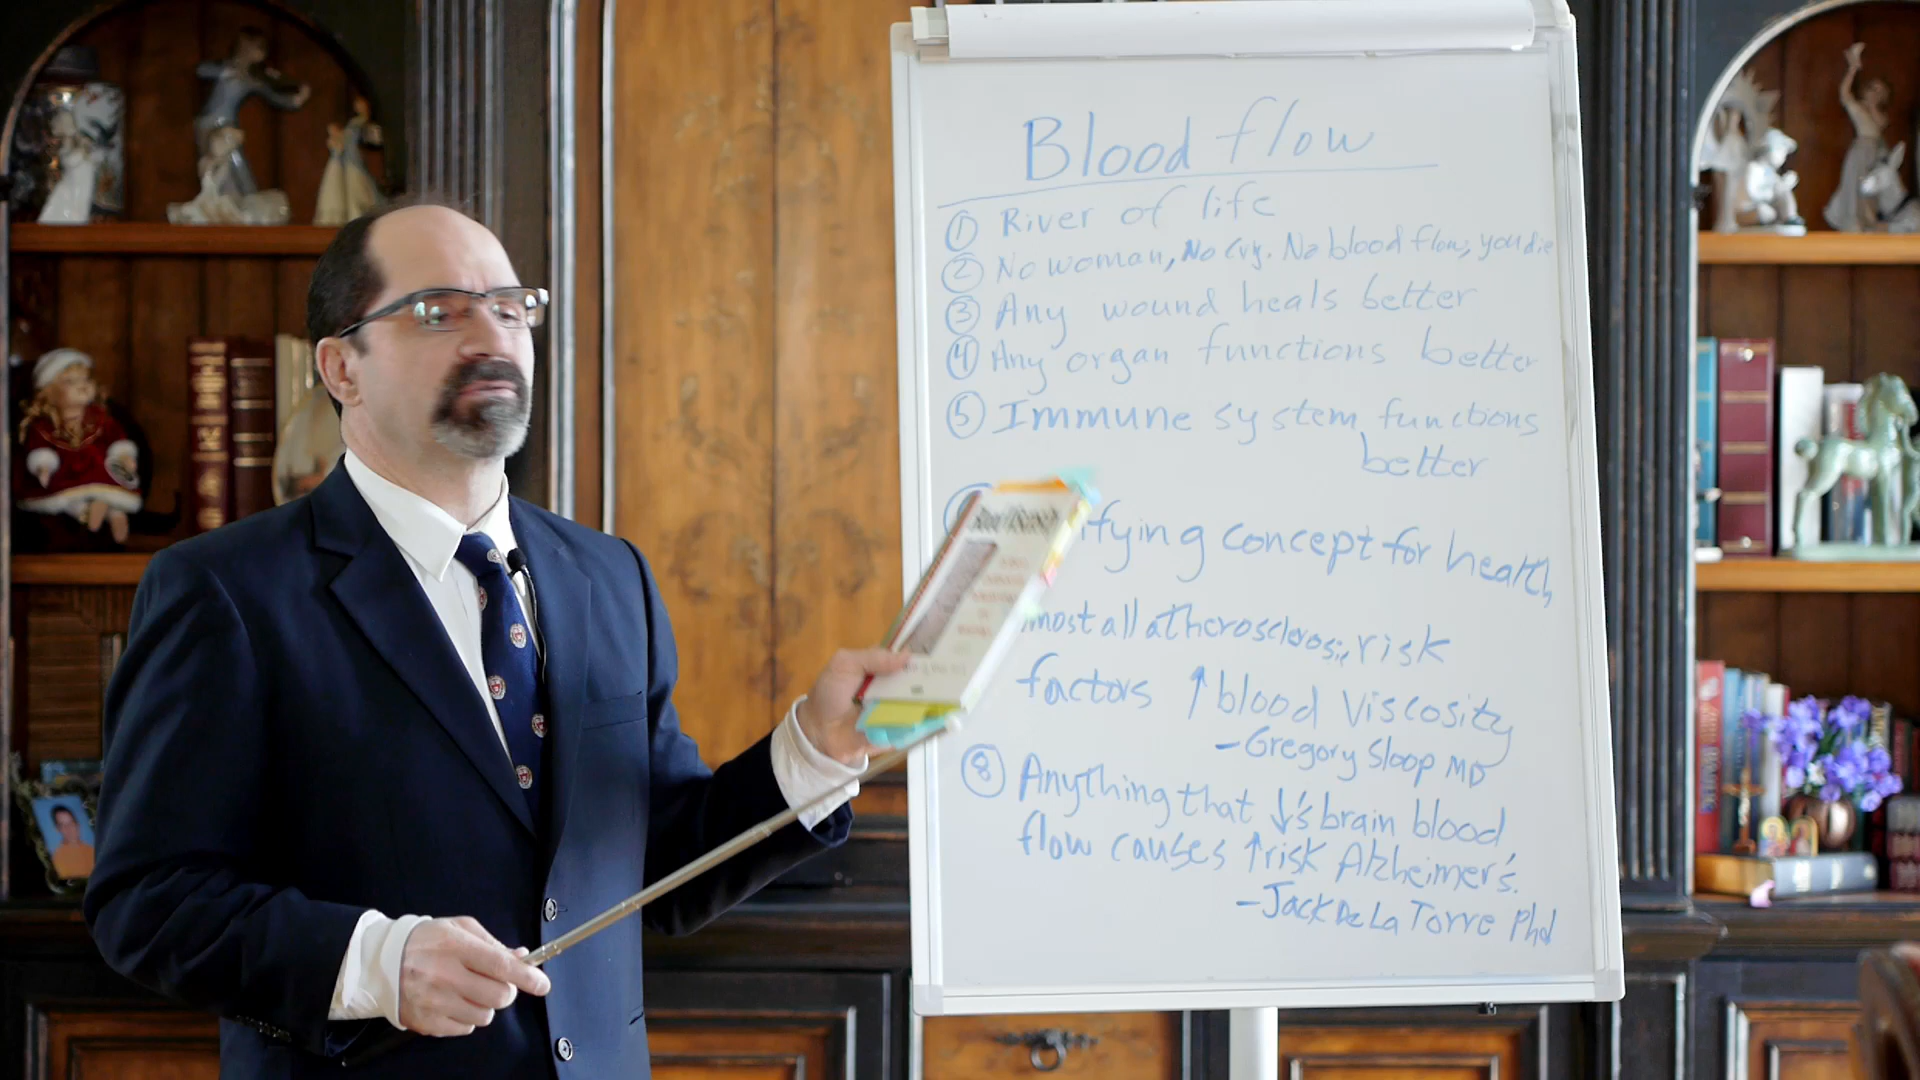 Blood flow
① River of life
② No woman, No cry. No blood flow, you die
③ Any wound heals better
④ Any organ functions better
⑤ Immune system functions
better
ifying concept for health,
most all atherosclerosis risk
factors ↑ blood viscosity
- Gregory Sloop MD
⑧ Anything that ↓'s brain blood
flow causes ↑risk Alzheimer's.
- Jack De La Torre Phd